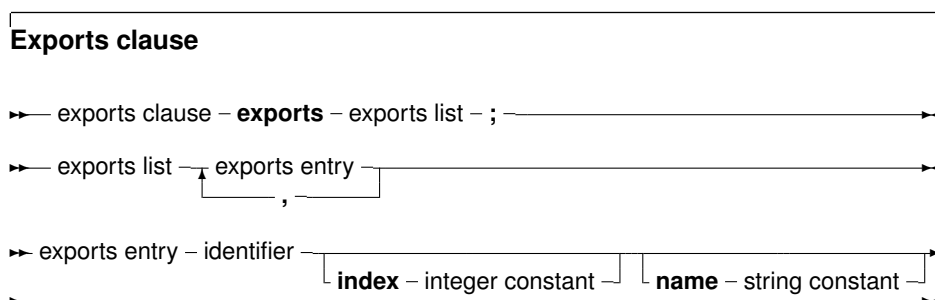 Exports clause
exports clause – exports – exports list – ;
exports list exports entry
,
exports entry – identifier
index – integer constant name – string constant